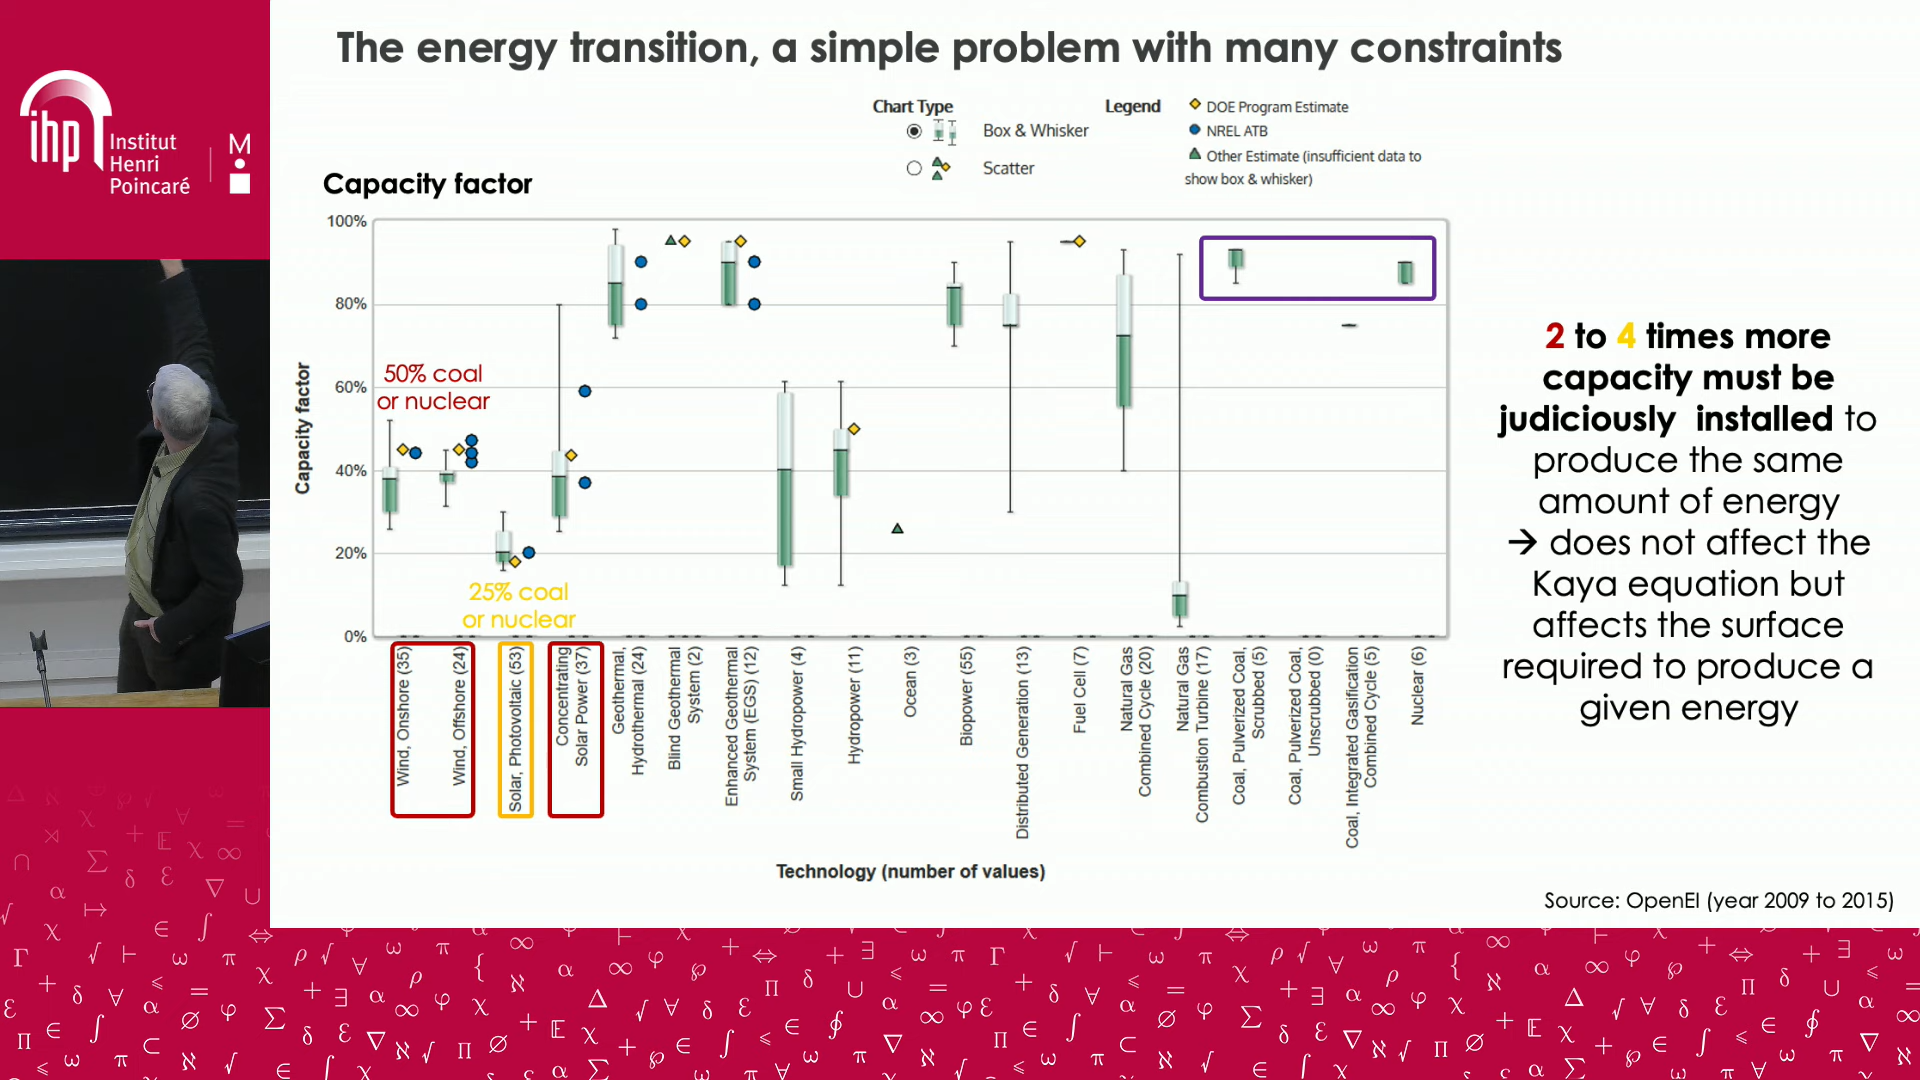 ihp
Institut
Henri
Poincaré
M
The energy transition, a simple problem with many constraints
Chart Type
Box & Whisker
Scatter
Legend
DOE Program Estimate
NREL ATB
Other Estimate (insufficient data to
show box & whisker)
Capacity factor
100%
80%
60%
40%
20%
0%
Capacity factor
50% coal
or nuclear
25% coal
or nuclear
Wind, Onshore (35)
Wind, Offshore (24)
Solar, Photovoltaic (53)
Concentrating
Solar Power (37)
Geothermal,
Hydrothermal (24)
Blind Geothermal
System (2)
Enhanced Geothermal
System (EGS) (12)
Small Hydropower (4)
Hydropower (11)
Ocean (3)
Biopower (55)
Distributed Generation (13)
Fuel Cell (7)
Natural Gas
Combined Cycle (20)
Natural Gas
Combustion Turbine (17)
Coal, Pulverized Coal,
Scrubbed (5)
Coal, Pulverized Coal,
Unscrubbed (0)
Coal, Integrated Gasification
Combined Cycle (5)
Nuclear (6)
Technology (number of values)
2 to 4 times more
capacity must be
judiciously installed to
produce the same
amount of energy
→ does not affect the
Kaya equation but
affects the surface
required to produce a
given energy
Source: OpenEI (year 2009 to 2015)